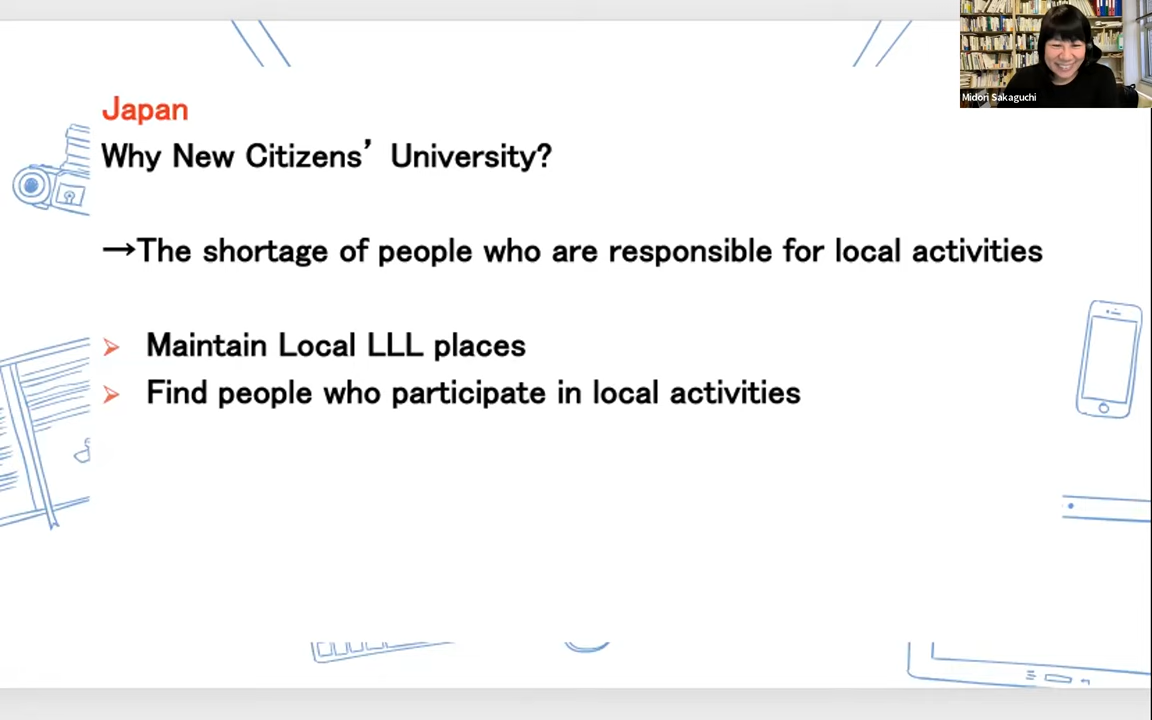 Japan
Why New Citizens’ University?
→The shortage of people who are responsible for local activities
➢ Maintain Local LLL places
➢ Find people who participate in local activities
Midori Sakaguchi